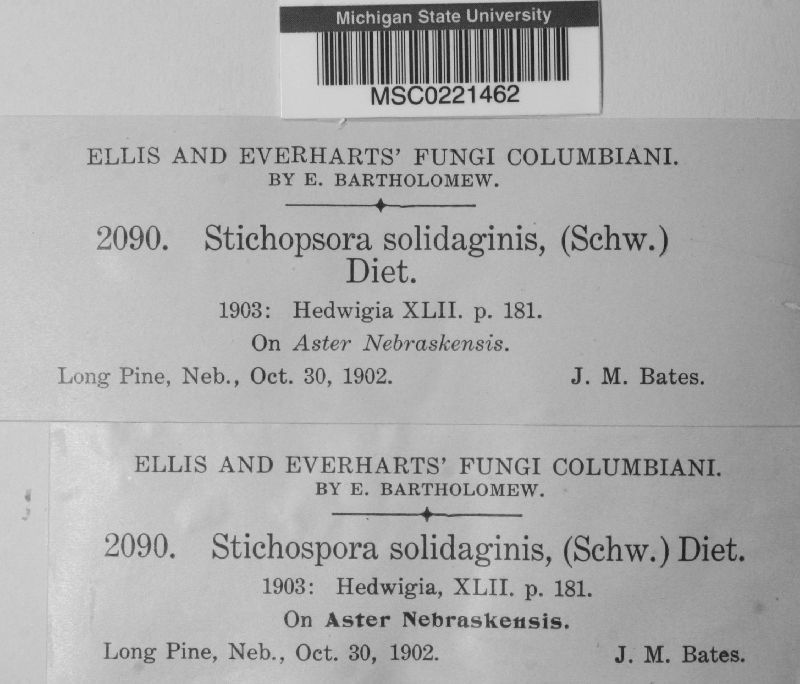 Michigan State University
MSC0221462
ELLIS AND EVERHARTS' FUNGI COLUMBIANI.
BY E. BARTHOLOMEW.
2090. Stichopsora solidaginis, (Schw.)
Diet.
1903: Hedwigia XLII. p. 181.
On Aster Nebraskensis.
Long Pine, Neb., Oct. 30, 1902. J. M. Bates.
ELLIS AND EVERHARTS' FUNGI COLUMBIANI.
BY E. BARTHOLOMEW.
2090. Stichospora solidaginis, (Schw.) Diet.
1903: Hedwigia, XLII. p. 181.
On Aster Nebraskensis.
Long Pine, Neb., Oct. 30, 1902. J. M. Bates.